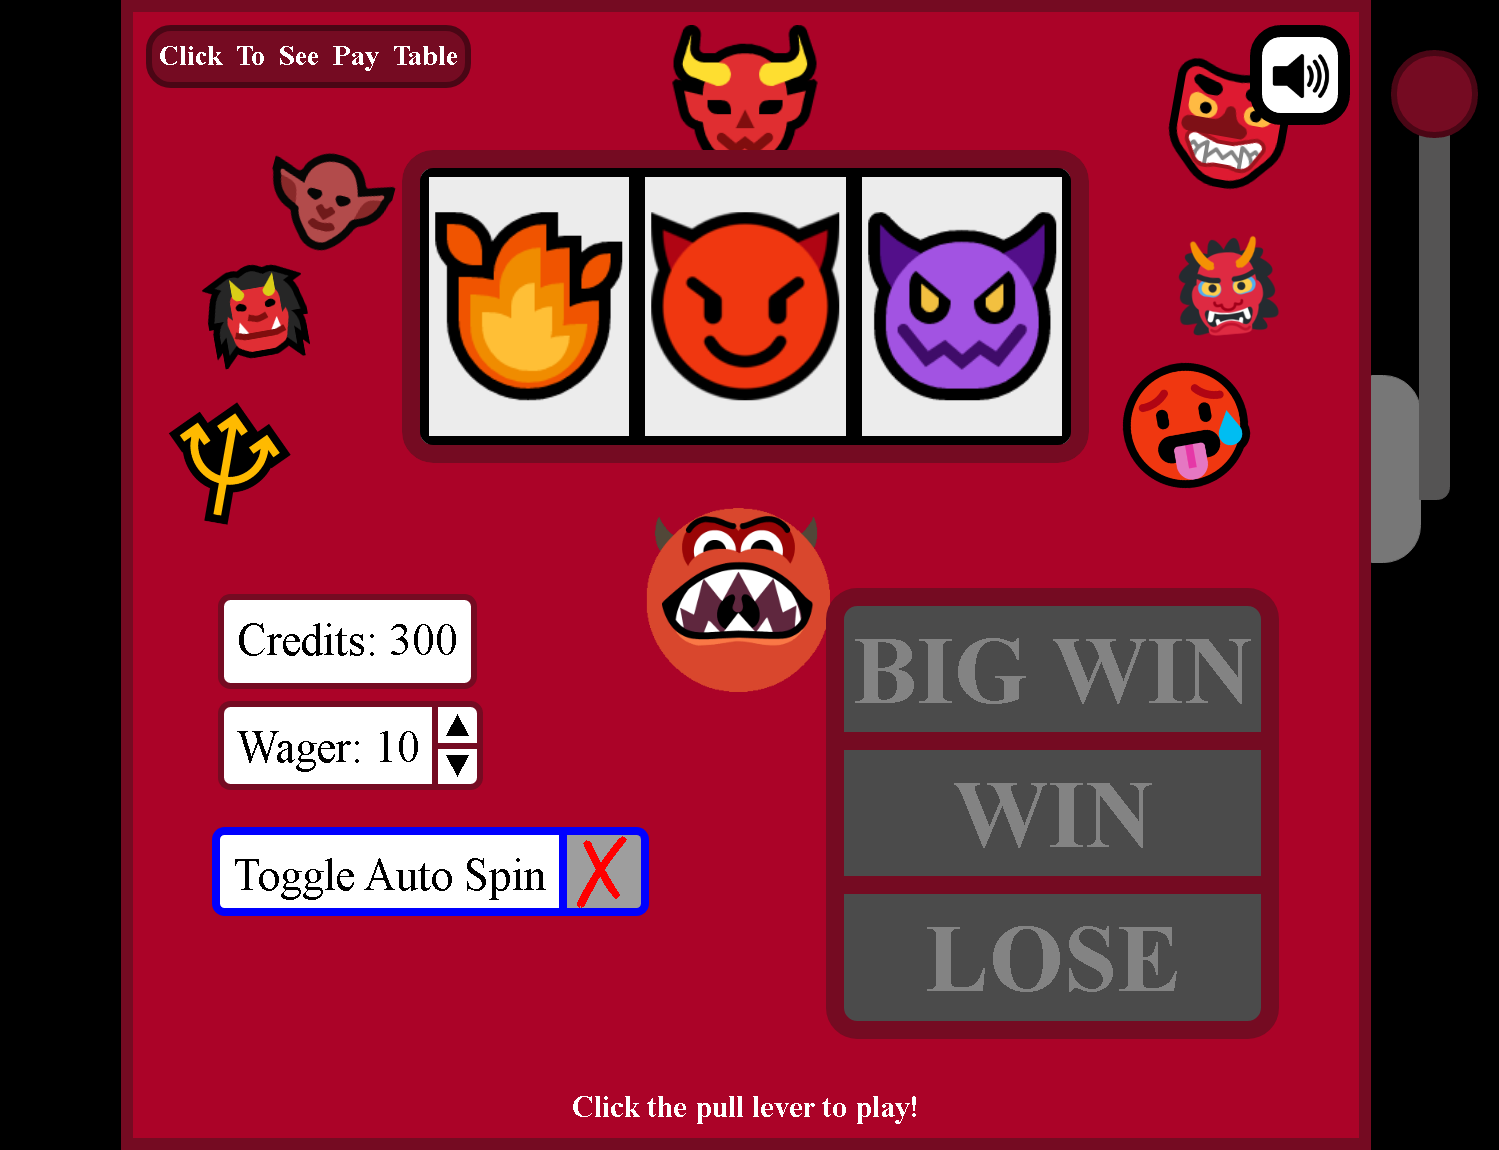 Click To See Pay Table
Credits: 300
Wager: 10
Toggle Auto Spin
BIG WIN
WIN
LOSE
Click the pull lever to play!